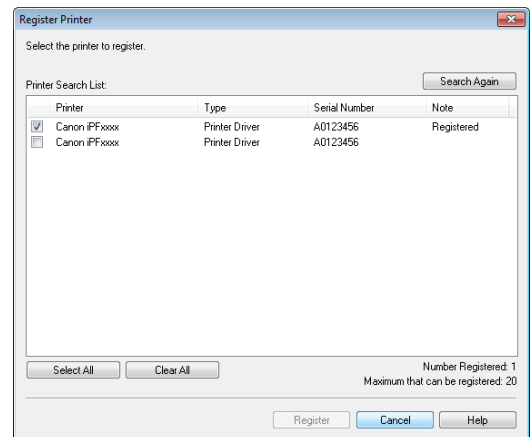 Register Printer
Select the printer to register.
Printer Search List:
Search Again
Printer Type Serial Number Note
Canon iPFxxxx Printer Driver A0123456 Registered
Canon iPFxxxx Printer Driver A0123456
Select All Clear All
Number Registered: 1
Maximum that can be registered: 20
Register Cancel Help